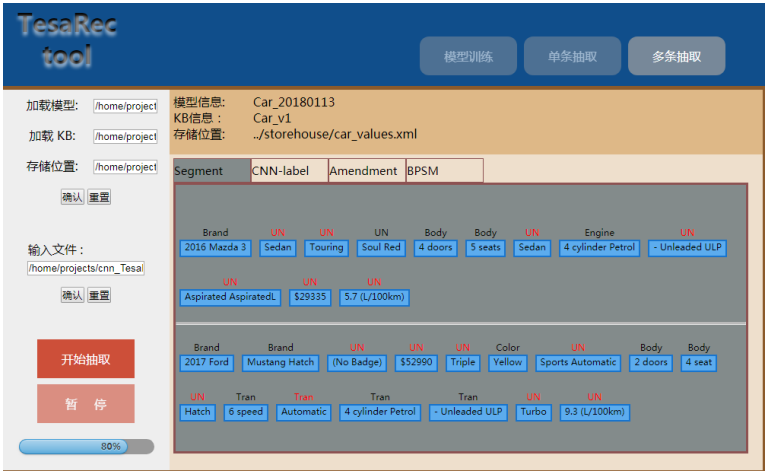 TesaRec
tool
模型训练 单条抽取 多条抽取
加载模型: /home/project
加载 KB: /home/project
存储位置: /home/project
确认 重置
输入文件：
/home/projects/cnn_Tesal
确认 重置
开始抽取
暂 停
80%
模型信息: Car_20180113
KB信息： Car_v1
存储位置: ../storehouse/car_values.xml
Segment CNN-label Amendment BPSM
Brand UN UN UN Body Body UN Engine UN
2016 Mazda 3 Sedan Touring Soul Red 4 doors 5 seats Sedan 4 cylinder Petrol - Unleaded ULP
UN UN UN
Aspirated AspiratedL $29335 5.7 (L/100km)
Brand Brand UN UN UN Color UN Body Body
2017 Ford Mustang Hatch (No Badge) $52990 Triple Yellow Sports Automatic 2 doors 4 seat
UN Tran Tran Tran Tran UN UN
Hatch 6 speed Automatic 4 cylinder Petrol - Unleaded ULP Turbo 9.3 (L/100km)